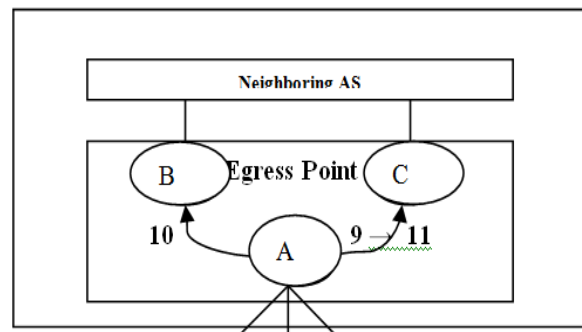 Neighboring AS
B Egress Point C
10 A 9 → 11